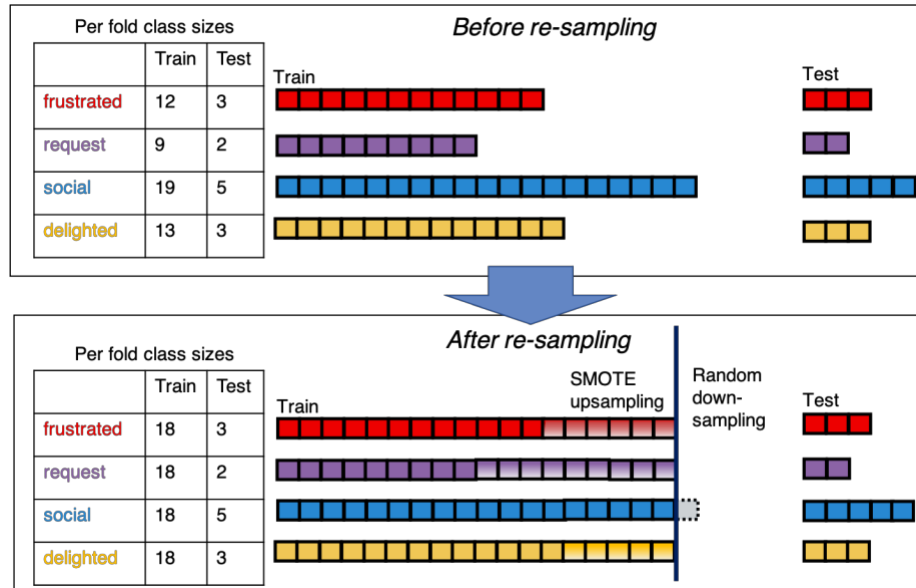 Per fold class sizes
Before re-sampling
Train Test
Train
Test
frustrated 12 3
request 9 2
social 19 5
delighted 13 3
After re-sampling
Per fold class sizes
SMOTE
upsampling
Random
down-
sampling
Train Test
Train
Test
frustrated 18 3
request 18 2
social 18 5
delighted 18 3